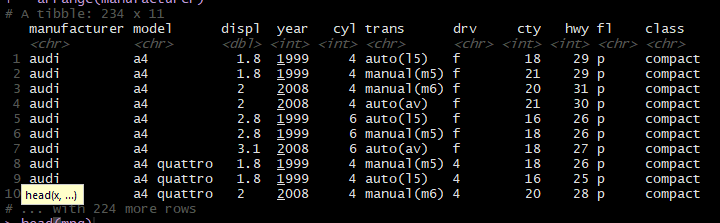 arrange(manufacturer)
# A tibble: 234 x 11
manufacturer model displ year cyl trans drv cty hwy fl class
<chr> <chr> <dbl> <int> <int> <chr> <chr> <int> <int> <chr> <chr>
1 audi a4 1.8 1999 4 auto(l5) f 18 29 p compact
2 audi a4 1.8 1999 4 manual(m5) f 21 29 p compact
3 audi a4 2 2008 4 manual(m6) f 20 31 p compact
4 audi a4 2 2008 4 auto(av) f 21 30 p compact
5 audi a4 2.8 1999 6 auto(l5) f 16 26 p compact
6 audi a4 2.8 1999 6 manual(m5) f 18 26 p compact
7 audi a4 3.1 2008 6 auto(av) f 18 27 p compact
8 audi a4 quattro 1.8 1999 4 manual(m5) 4 18 26 p compact
9 audi a4 quattro 1.8 1999 4 auto(l5) 4 16 25 p compact
10 a4 quattro 2 2008 4 manual(m6) 4 20 28 p compact
head(x, ...)
# ... with 224 more rows
> head(mpg)